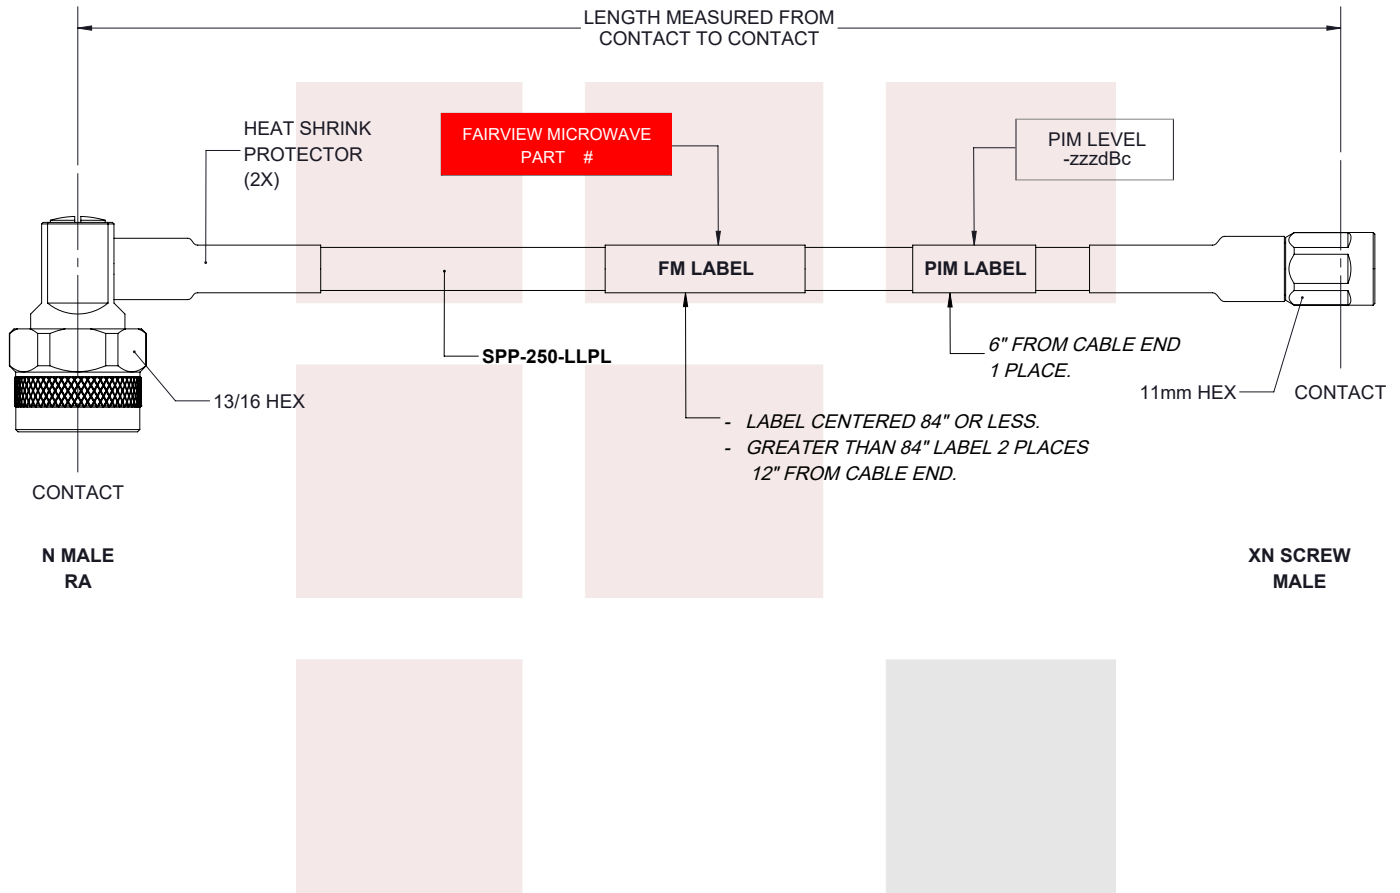 LENGTH MEASURED FROM
CONTACT TO CONTACT
HEAT SHRINK
PROTECTOR
(2X)
FAIRVIEW MICROWAVE
PART #
PIM LEVEL
-zzzdBc
FM LABEL
PIM LABEL
SPP-250-LLPL
6" FROM CABLE END
1 PLACE.
13/16 HEX
11mm HEX
CONTACT
- LABEL CENTERED 84" OR LESS.
- GREATER THAN 84" LABEL 2 PLACES
12" FROM CABLE END.
CONTACT
N MALE
RA
XN SCREW
MALE